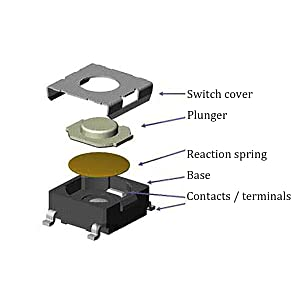 Switch cover
Plunger
Reaction spring
Base
Contacts / terminals